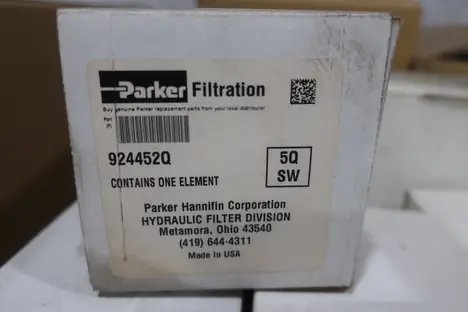 Parker Filtration
Buy genuine Parker replacement parts from your local distributor
Part
(P)
924452Q
5Q
SW
CONTAINS ONE ELEMENT
Parker Hannifin Corporation
HYDRAULIC FILTER DIVISION
Metamora, Ohio 43540
(419) 644-4311
Made In USA